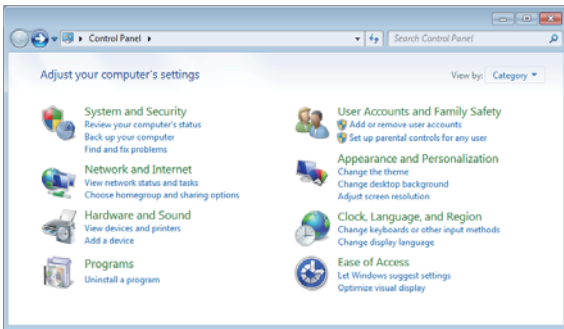 Control Panel
Search Control Panel
Adjust your computer's settings
View by: Category
System and Security
Review your computer's status
Back up your computer
Find and fix problems
Network and Internet
View network status and tasks
Choose homegroup and sharing options
Hardware and Sound
View devices and printers
Add a device
Programs
Uninstall a program
User Accounts and Family Safety
Add or remove user accounts
Set up parental controls for any user
Appearance and Personalization
Change the theme
Change desktop background
Adjust screen resolution
Clock, Language, and Region
Change keyboards or other input methods
Change display language
Ease of Access
Let Windows suggest settings
Optimize visual display